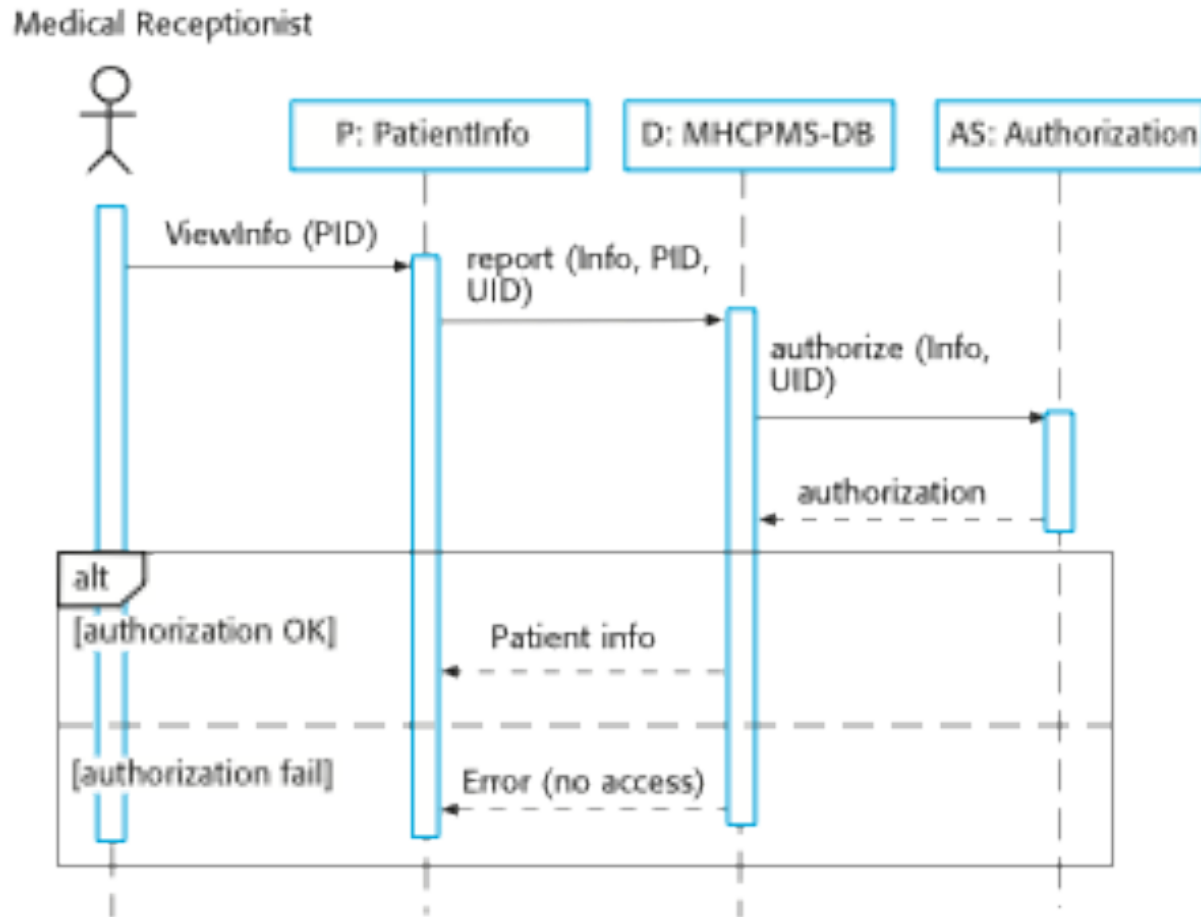 Medical Receptionist
P: PatientInfo
D: MHCPMS-DB
AS: Authorization
ViewInfo (PID)
report (Info, PID,
UID)
authorize (Info,
UID)
authorization
alt
[authorization OK]
Patient info
[authorization fail]
Error (no access)